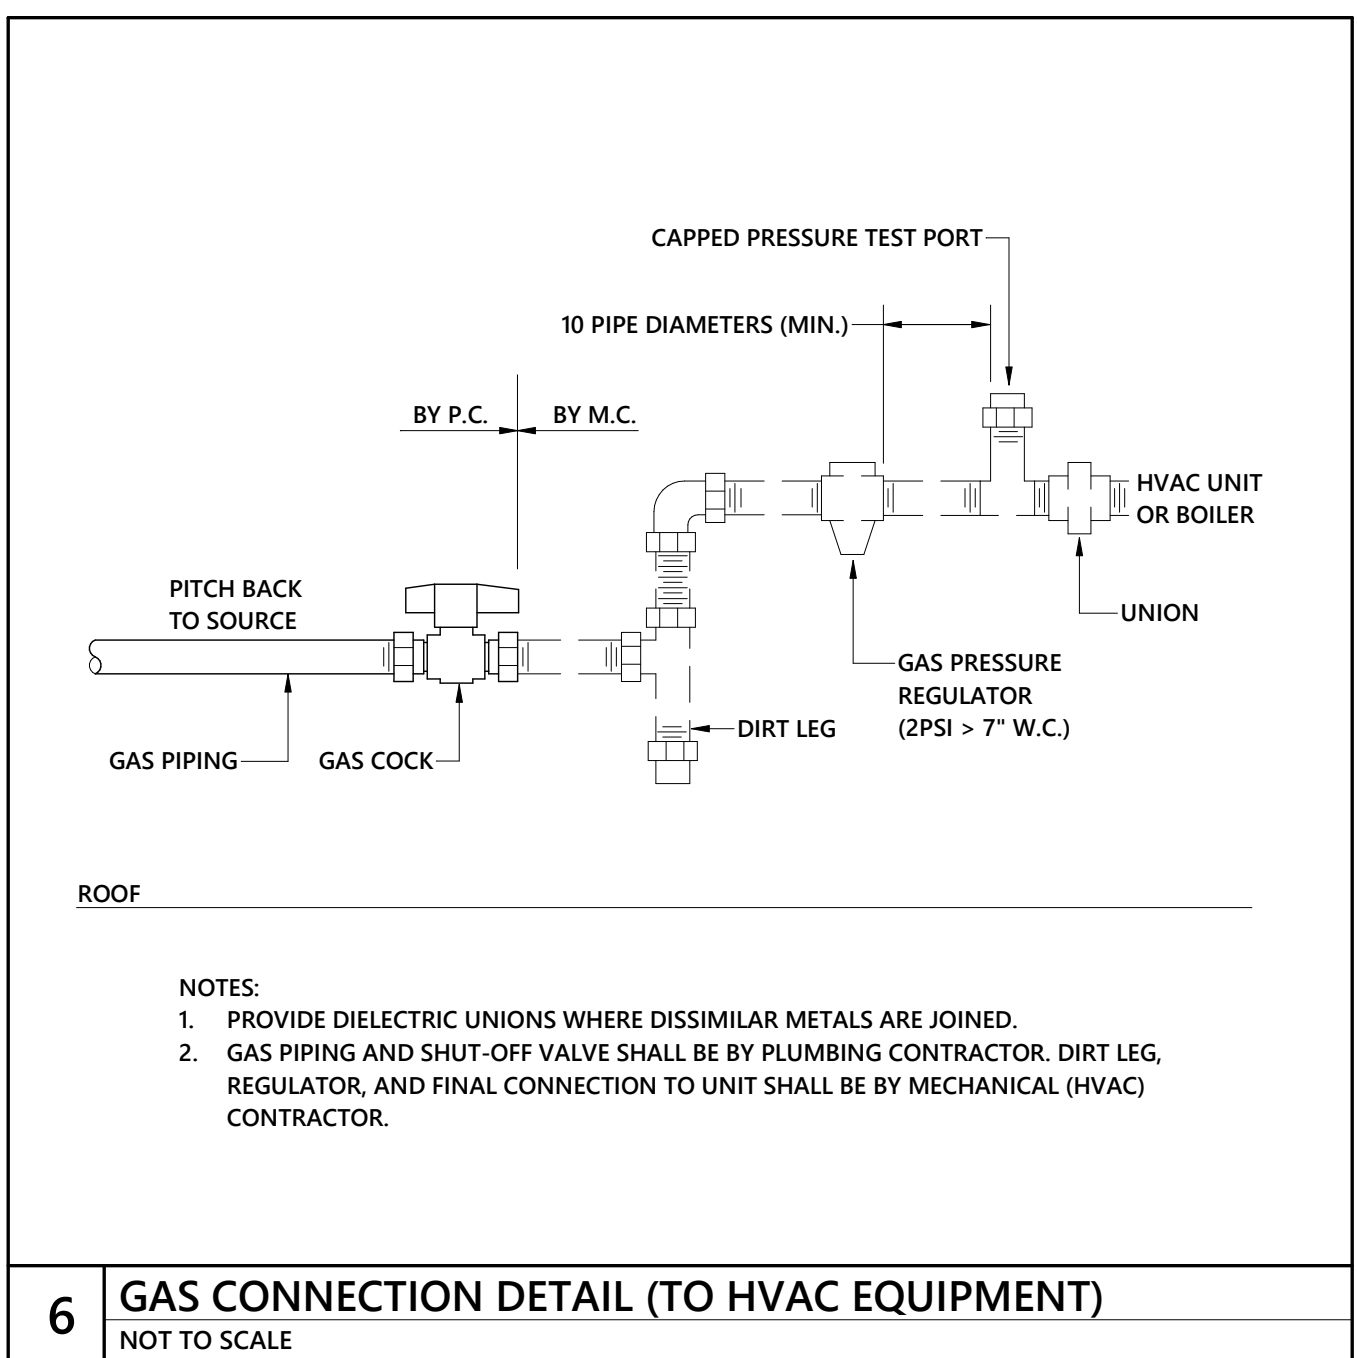 CAPPED PRESSURE TEST PORT
10 PIPE DIAMETERS (MIN.)
BY P.C. BY M.C.
HVAC UNIT
OR BOILER
PITCH BACK
TO SOURCE
UNION
GAS PRESSURE
REGULATOR
(2PSI > 7" W.C.)
DIRT LEG
GAS PIPING
GAS COCK
ROOF
NOTES:
1. PROVIDE DIELECTRIC UNIONS WHERE DISSIMILAR METALS ARE JOINED.
2. GAS PIPING AND SHUT-OFF VALVE SHALL BE BY PLUMBING CONTRACTOR. DIRT LEG,
REGULATOR, AND FINAL CONNECTION TO UNIT SHALL BE BY MECHANICAL (HVAC)
CONTRACTOR.
6
GAS CONNECTION DETAIL (TO HVAC EQUIPMENT)
NOT TO SCALE